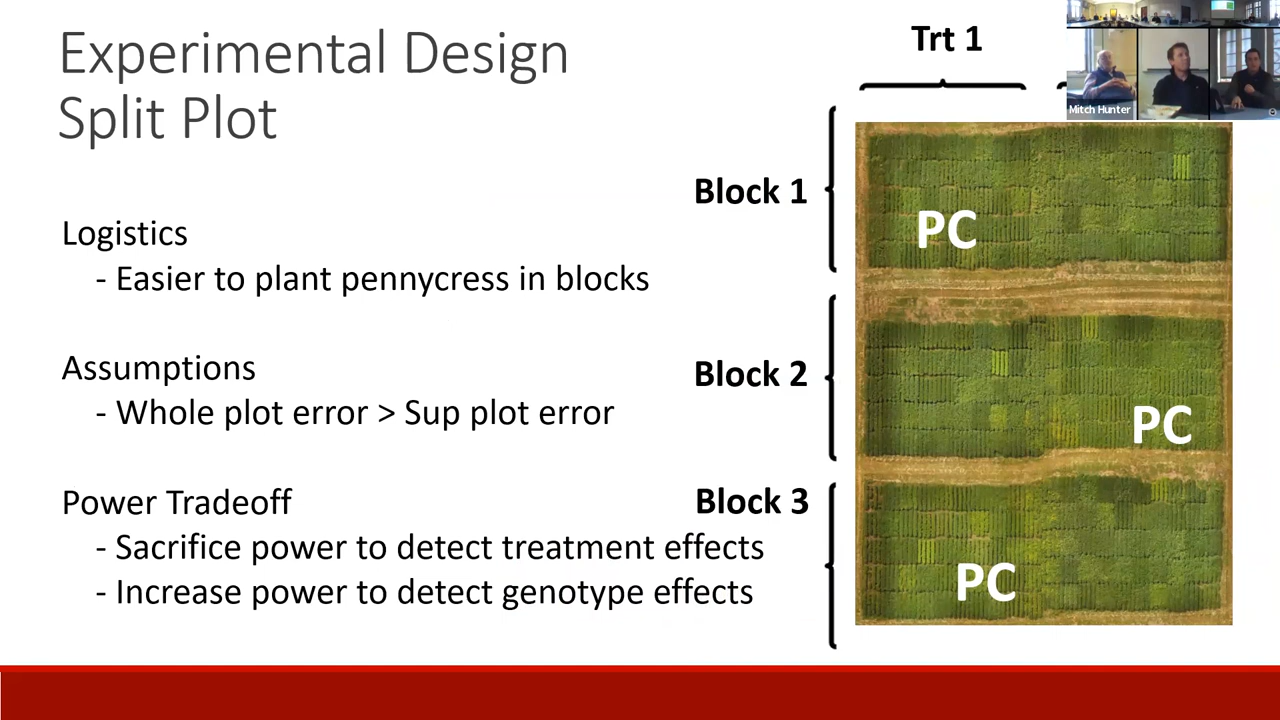 Experimental Design
Split Plot
Logistics
- Easier to plant pennycress in blocks
Assumptions
- Whole plot error > Sup plot error
Power Tradeoff
- Sacrifice power to detect treatment effects
- Increase power to detect genotype effects
Trt 1
Block 1
Block 2
Block 3
PC
PC
PC
Mitch Hunter